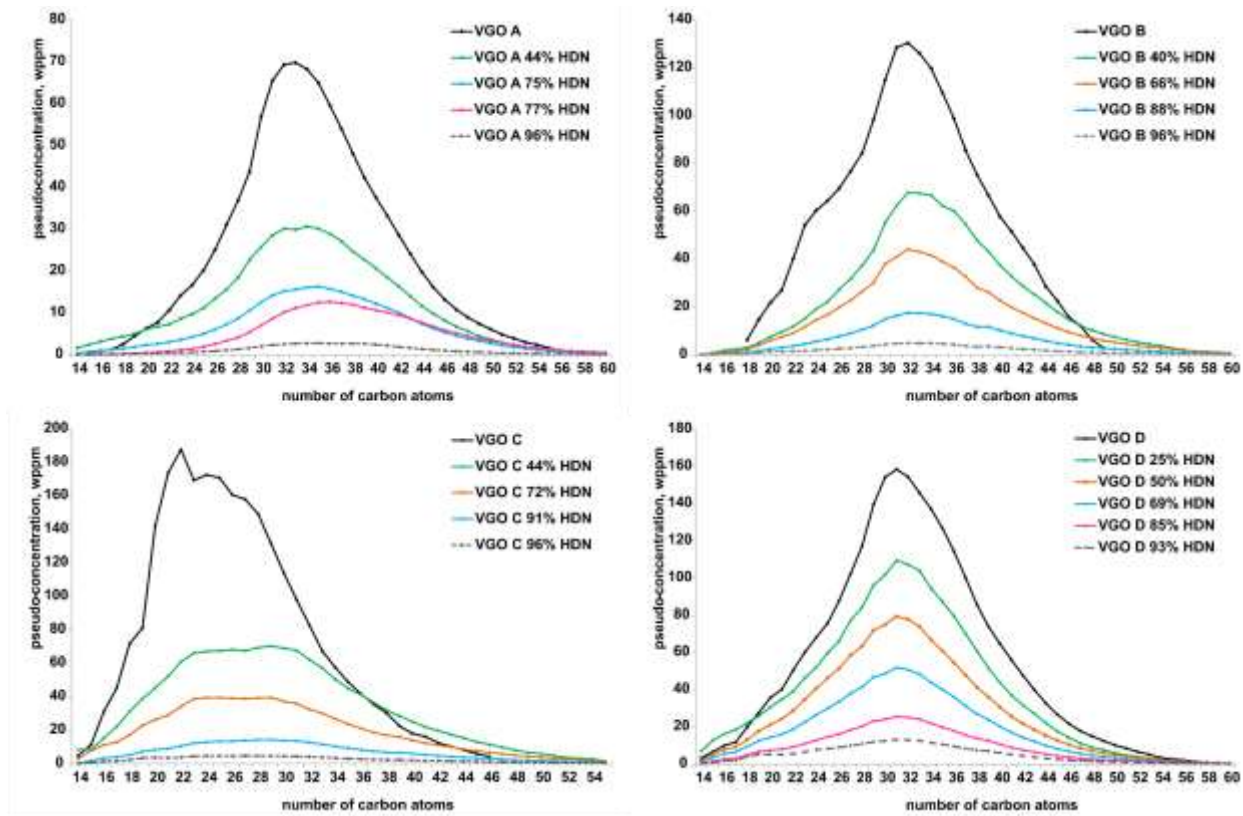 80
70
60
50
40
30
20
10
0
pseudo-concentration, wppm
VGO A
VGO A 44% HDN
VGO A 75% HDN
VGO A 77% HDN
VGO A 96% HDN
14 16 18 20 22 24 26 28 30 32 34 36 38 40 42 44 46 48 50 52 54 56 58 60
number of carbon atoms
140
120
100
80
60
40
20
0
pseudo-concentration, wppm
VGO B
VGO B 40% HDN
VGO B 66% HDN
VGO B 88% HDN
VGO B 96% HDN
14 16 18 20 22 24 26 28 30 32 34 36 38 40 42 44 46 48 50 52 54 56 58 60
number of carbon atoms
200
180
160
140
120
100
80
60
40
20
0
pseudo-concentration, wppm
VGO C
VGO C 44% HDN
VGO C 72% HDN
VGO C 91% HDN
VGO C 96% HDN
14 16 18 20 22 24 26 28 30 32 34 36 38 40 42 44 46 48 50 52 54
number of carbon atoms
180
160
140
120
100
80
60
40
20
0
pseudo-concentration, wppm
VGO D
VGO D 25% HDN
VGO D 50% HDN
VGO D 69% HDN
VGO D 85% HDN
VGO D 93% HDN
14 16 18 20 22 24 26 28 30 32 34 36 38 40 42 44 46 48 50 52 54 56 58 60
number of carbon atoms